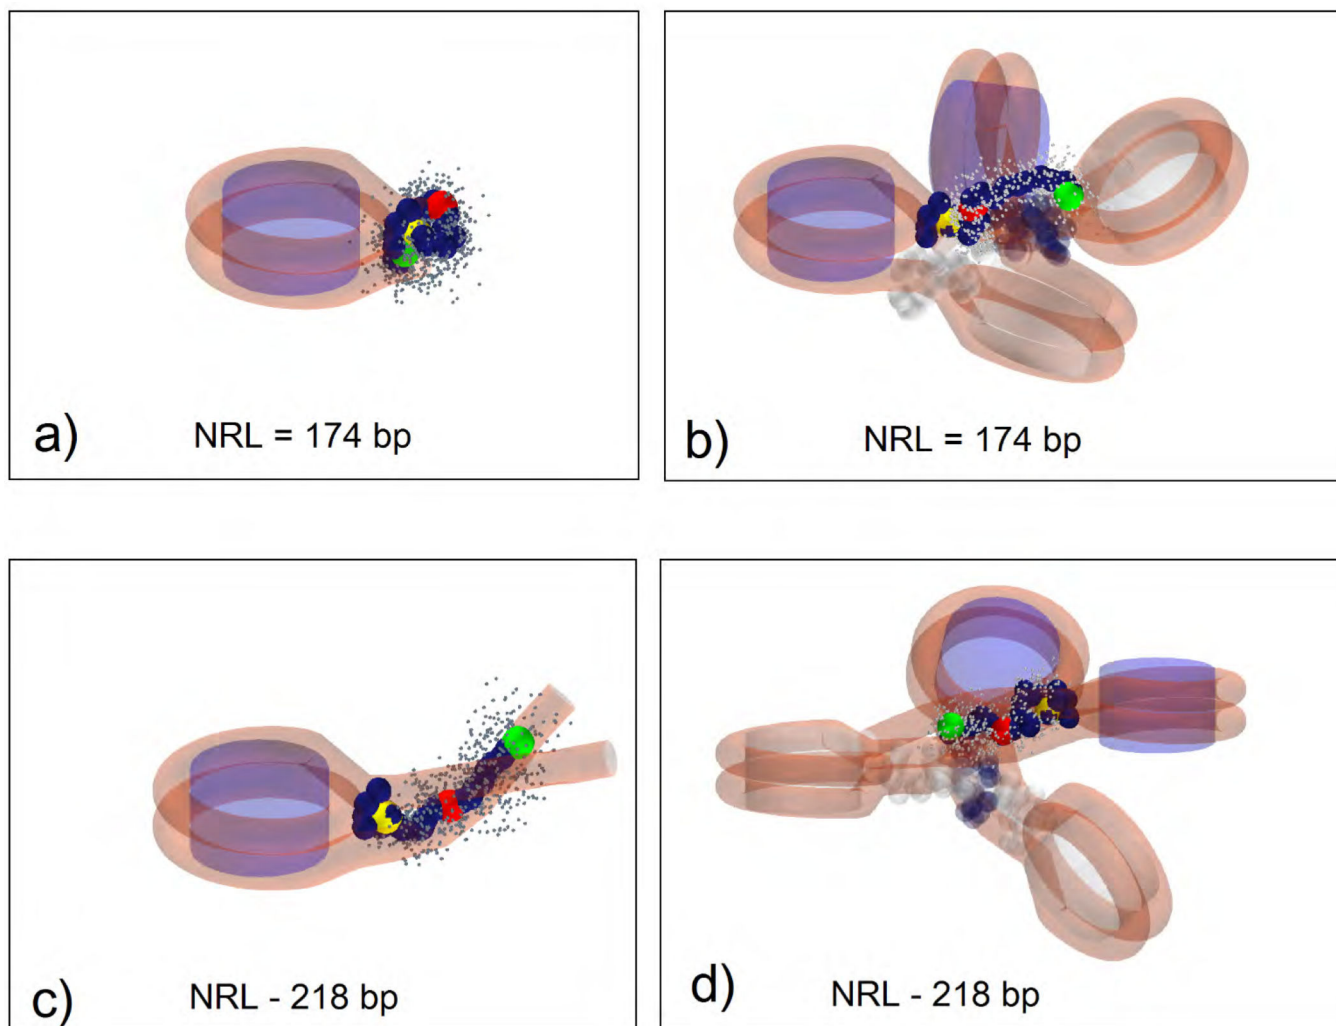 a)
NRL = 174 bp
b)
NRL = 174 bp
c)
NRL - 218 bp
d)
NRL - 218 bp